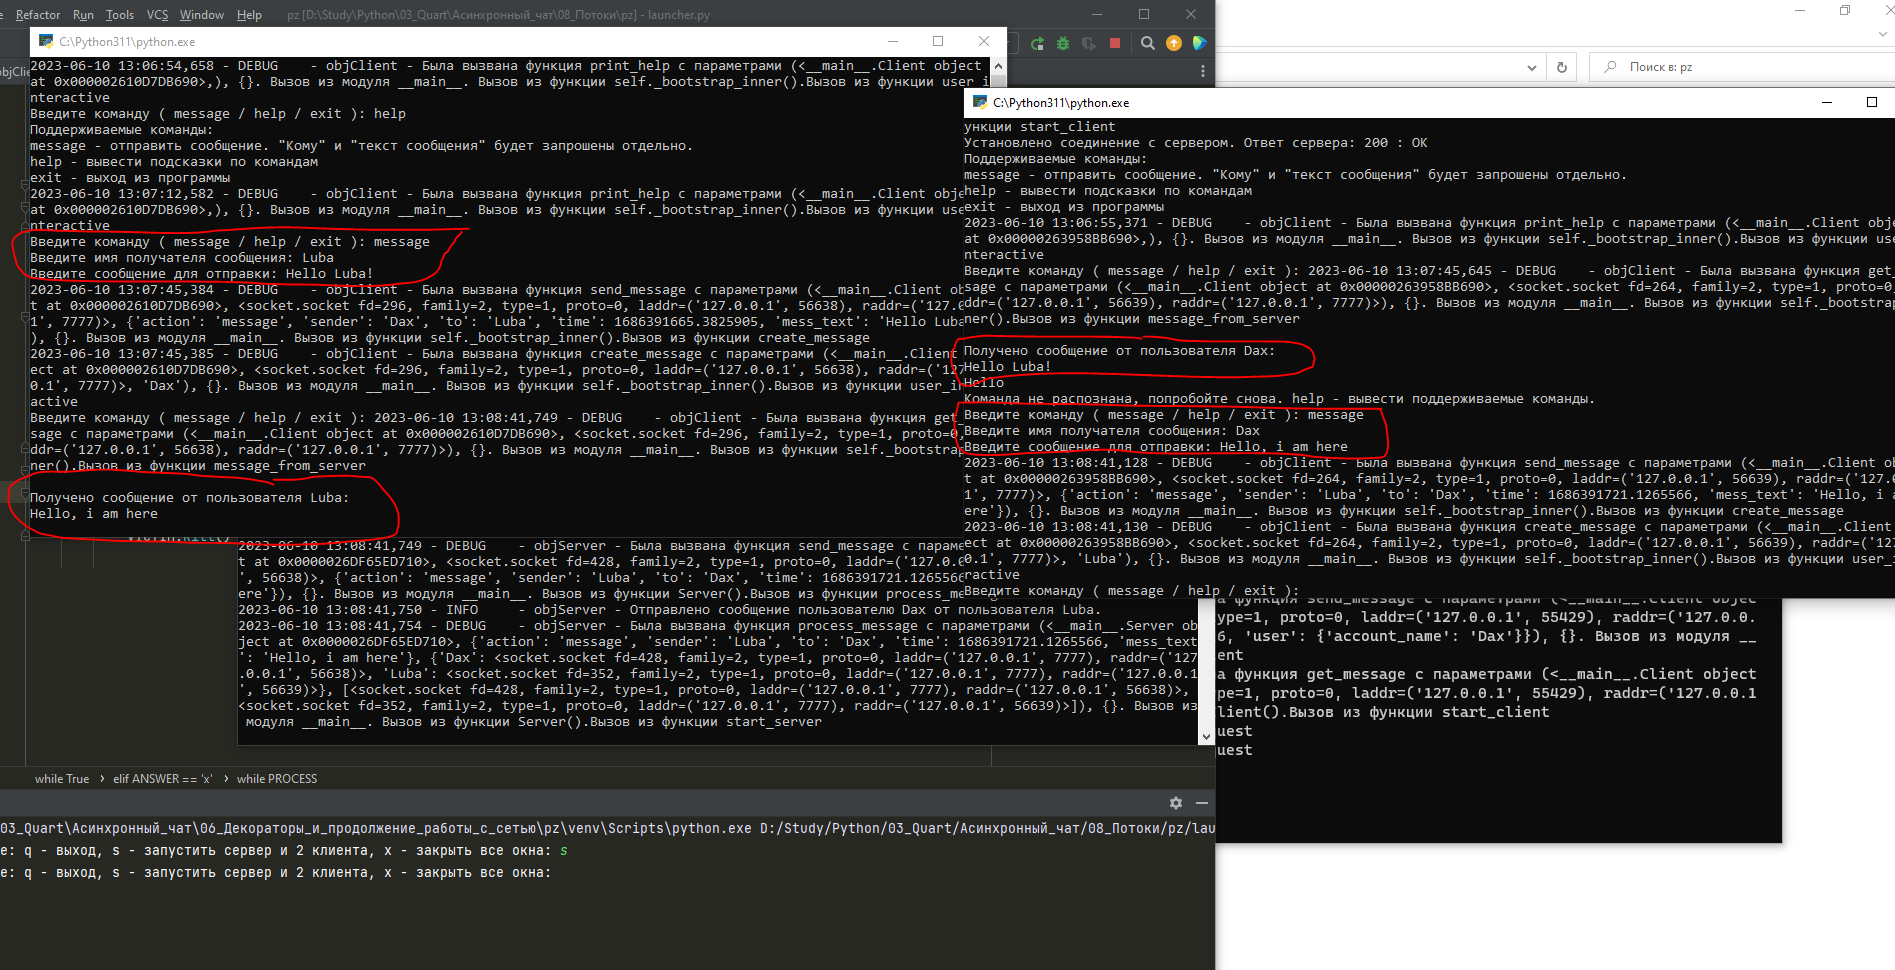 Refactor Run Tools VCS Window Help pz [D:\Study\Python\03_Quart\Асинхронный_чат\08_Потоки\pz] - launcher.py
C:\Python311\python.exe
2023-06-10 13:06:54,658 - DEBUG    - objClient - Была вызвана функция print_help с параметрами (<__main__.Client object
at 0x000002610D7DB690>,), {}. Вызов из модуля __main__. Вызов из функции self._bootstrap_inner().Вызов из функции user_i
nteractive
Введите команду ( message / help / exit ): help
Поддерживаемые команды:
message - отправить сообщение. "Кому" и "текст сообщения" будет запрошены отдельно.
help - вывести подсказки по командам
exit - выход из программы
2023-06-10 13:07:12,582 - DEBUG    - objClient - Была вызвана функция print_help с параметрами (<__main__.Client obje
at 0x000002610D7DB690>,), {}. Вызов из модуля __main__. Вызов из функции self._bootstrap_inner().Вызов из функции use
nteractive
Введите команду ( message / help / exit ): message
Введите имя получателя сообщения: Luba
Введите сообщение для отправки: Hello Luba!
2023-06-10 13:07:45,384 - DEBUG    - objClient - Была вызвана функция send_message с параметрами (<__main__.Client ob
t at 0x000002610D7DB690>, <socket.socket fd=296, family=2, type=1, proto=0, laddr=('127.0.0.1', 56638), raddr=('127.0
1', 7777)>, {'action': 'message', 'sender': 'Dax', 'to': 'Luba', 'time': 1686391665.3825905, 'mess_text': 'Hello Luba
), {}. Вызов из модуля __main__. Вызов из функции self._bootstrap_inner().Вызов из функции create_message
2023-06-10 13:07:45,385 - DEBUG    - objClient - Была вызвана функция create_message с параметрами (<__main__.Client
ect at 0x000002610D7DB690>, <socket.socket fd=296, family=2, type=1, proto=0, laddr=('127.0.0.1', 56638), raddr=('127
0.1', 7777)>, 'Dax'), {}. Вызов из модуля __main__. Вызов из функции self._bootstrap_inner().Вызов из функции user_in
active
Введите команду ( message / help / exit ): 2023-06-10 13:08:41,749 - DEBUG    - objClient - Была вызвана функция get_
sage с параметрами (<__main__.Client object at 0x000002610D7DB690>, <socket.socket fd=296, family=2, type=1, proto=0,
ddr=('127.0.0.1', 56638), raddr=('127.0.0.1', 7777)>), {}. Вызов из модуля __main__. Вызов из функции self._bootstrap
ner().Вызов из функции message_from_server
Получено сообщение от пользователя Luba:
Hello, i am here
Поиск в: pz
C:\Python311\python.exe
ункции start_client
Установлено соединение с сервером. Ответ сервера: 200 : OK
Поддерживаемые команды:
message - отправить сообщение. "Кому" и "текст сообщения" будет запрошены отдельно.
help - вывести подсказки по командам
exit - выход из программы
2023-06-10 13:06:55,371 - DEBUG    - objClient - Была вызвана функция print_help с параметрами (<__main__.Client obje
at 0x00000263958BB690>,), {}. Вызов из модуля __main__. Вызов из функции self._bootstrap_inner().Вызов из функции use
nteractive
Введите команду ( message / help / exit ): 2023-06-10 13:07:45,645 - DEBUG    - objClient - Была вызвана функция get_
sage с параметрами (<__main__.Client object at 0x00000263958BB690>, <socket.socket fd=264, family=2, type=1, proto=0,
ddr=('127.0.0.1', 56639), raddr=('127.0.0.1', 7777)>), {}. Вызов из модуля __main__. Вызов из функции self._bootstrap
ner().Вызов из функции message_from_server
Получено сообщение от пользователя Dax:
Hello Luba!
Hello
Команда не распознана, попробойте снова. help - вывести поддерживаемые команды.
Введите команду ( message / help / exit ): message
Введите имя получателя сообщения: Dax
Введите сообщение для отправки: Hello, i am here
2023-06-10 13:08:41,128 - DEBUG    - objClient - Была вызвана функция send_message с параметрами (<__main__.Client ob
t at 0x00000263958BB690>, <socket.socket fd=264, family=2, type=1, proto=0, laddr=('127.0.0.1', 56639), raddr=('127.0
1', 7777)>, {'action': 'message', 'sender': 'Luba', 'to': 'Dax', 'time': 1686391721.1265566, 'mess_text': 'Hello, i a
ere'}), {}. Вызов из модуля __main__. Вызов из функции self._bootstrap_inner().Вызов из функции create_message
2023-06-10 13:08:41,130 - DEBUG    - objClient - Была вызвана функция create_message с параметрами (<__main__.Client
ect at 0x00000263958BB690>, <socket.socket fd=264, family=2, type=1, proto=0, laddr=('127.0.0.1', 56639), raddr=('127
0.1', 7777)>, 'Luba'), {}. Вызов из модуля __main__. Вызов из функции self._bootstrap_inner().Вызов из функции user_i
ractive
Введите команду ( message / help / exit ):
2023-06-10 13:08:41,749 - DEBUG    - objServer - Была вызвана функция send_message с параме
t at 0x0000026DF65ED710>, <socket.socket fd=428, family=2, type=1, proto=0, laddr=('127.0.0
', 56638)>, {'action': 'message', 'sender': 'Luba', 'to': 'Dax', 'time': 1686391721.1265566
ere'}), {}. Вызов из модуля __main__. Вызов из функции Server().Вызов из функции process_me
2023-06-10 13:08:41,750 - INFO     - objServer - Отправлено сообщение пользователю Dax от пользователя Luba.
2023-06-10 13:08:41,754 - DEBUG    - objServer - Была вызвана функция process_message с параметрами (<__main__.Server ob
ject at 0x0000026DF65ED710>, {'action': 'message', 'sender': 'Luba', 'to': 'Dax', 'time': 1686391721.1265566, 'mess_text
': 'Hello, i am here'}, {'Dax': <socket.socket fd=428, family=2, type=1, proto=0, laddr=('127.0.0.1', 7777), raddr=('127
.0.0.1', 56638)>, 'Luba': <socket.socket fd=352, family=2, type=1, proto=0, laddr=('127.0.0.1', 7777), raddr=('127.0.0.1
', 56639)>}, [<socket.socket fd=428, family=2, type=1, proto=0, laddr=('127.0.0.1', 7777), raddr=('127.0.0.1', 56638)>,
<socket.socket fd=352, family=2, type=1, proto=0, laddr=('127.0.0.1', 7777), raddr=('127.0.0.1', 56639)>]), {}. Вызов из
модуля __main__. Вызов из функции Server().Вызов из функции start_server
а функция send_message с параметрами (<__main__.Client objec
ype=1, proto=0, laddr=('127.0.0.1', 55429), raddr=('127.0.0.
6, 'user': {'account_name': 'Dax'}}), {}. Вызов из модуля __
ent
а функция get_message с параметрами (<__main__.Client object
pe=1, proto=0, laddr=('127.0.0.1', 55429), raddr=('127.0.0.1
lient().Вызов из функции start_client
uest
uest
while True › elif ANSWER == 'x' › while PROCESS
03_Quart\Асинхронный_чат\06_Декораторы_и_продолжение_работы_с_сетью\pz\venv\Scripts\python.exe D:/Study/Python/03_Quart/Асинхронный_чат/08_Потоки/pz/lau
е: q - выход, s - запустить сервер и 2 клиента, x - закрыть все окна: s
е: q - выход, s - запустить сервер и 2 клиента, x - закрыть все окна: